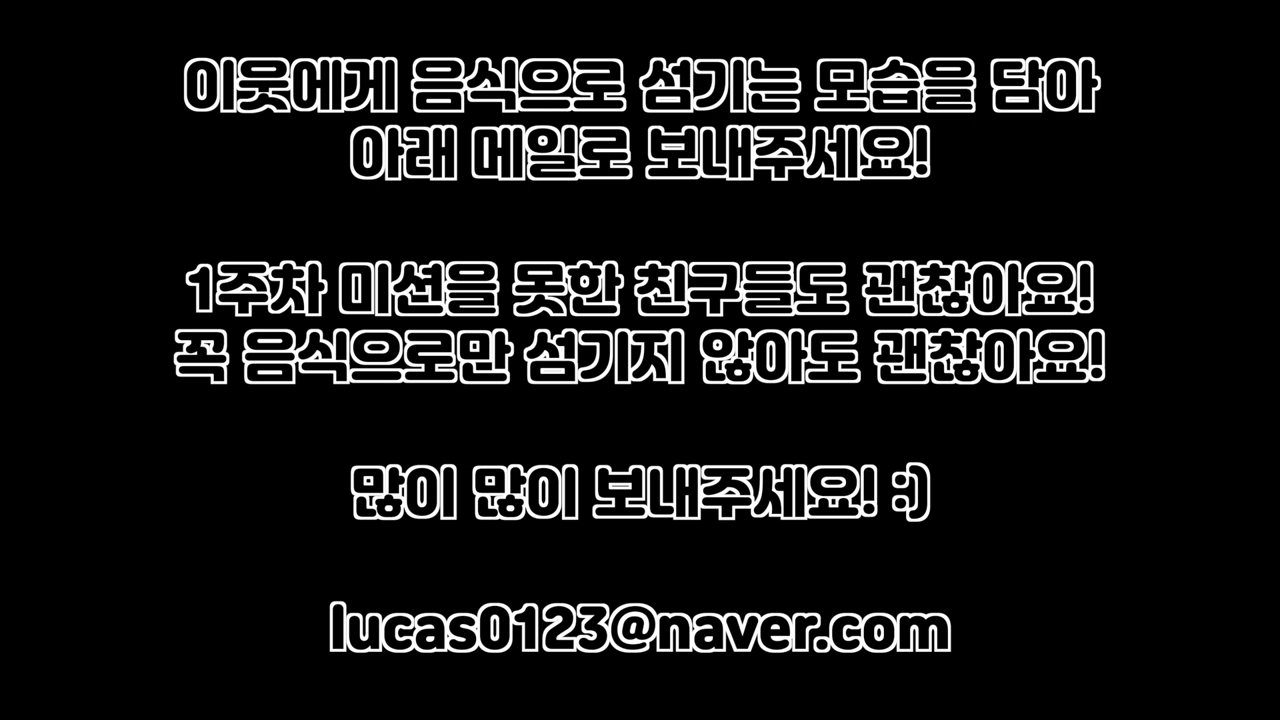 이웃에게 음식으로 섬기는 모습을 담아
아래 메일로 보내주세요!
1주차 미션을 못한 친구들도 괜찮아요!
꼭 음식으로만 섬기지 않아도 괜찮아요!
많이 많이 보내주세요! :)
lucas0123@naver.com